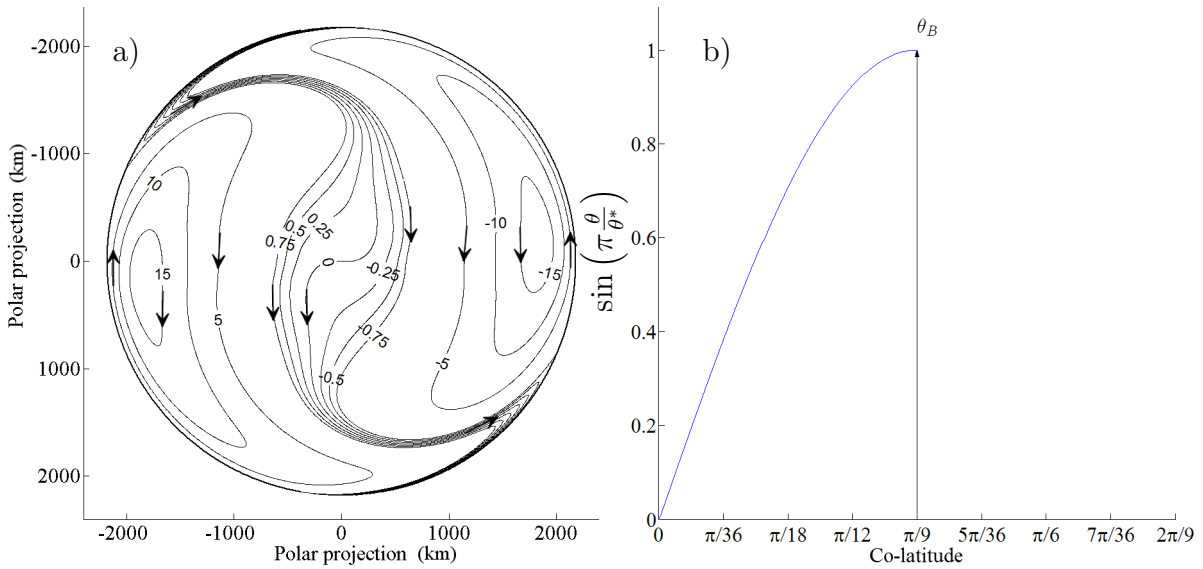 a)
-2000
-1000
0
1000
2000
Polar projection (km)
-2000
-1000
0
1000
2000
Polar projection (km)
10
15
5
0.75
0.5
0.25
0
-0.25
-0.75
-0.5
-5
-10
-15
b)
θ_B
1
0.8
0.6
0.4
0.2
0
sin (π θ/θ*)
0
π/36
π/18
π/12
π/9
5π/36
π/6
7π/36
2π/9
Co-latitude